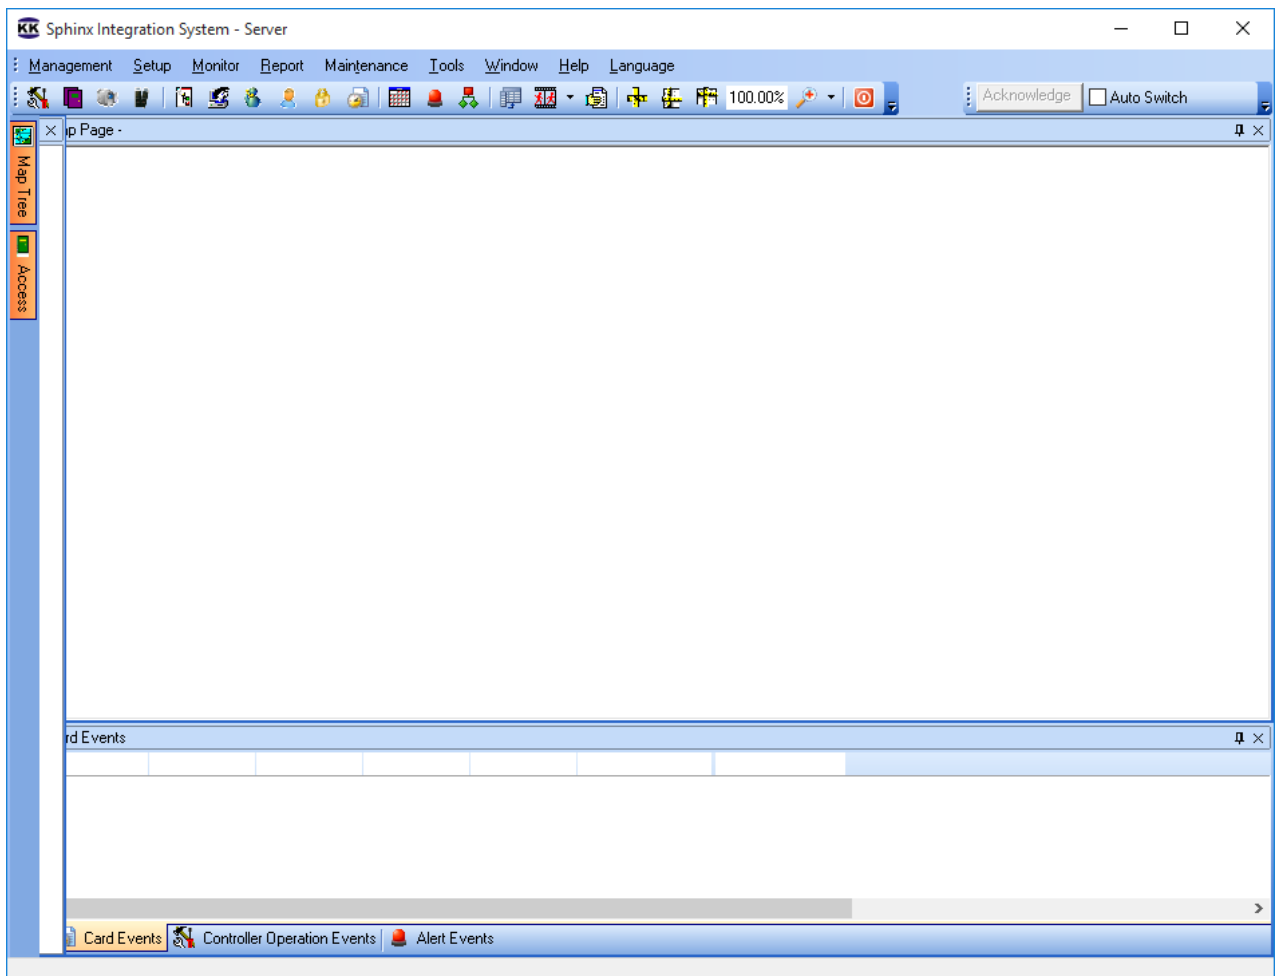 KK Sphinx Integration System - Server
Management Setup Monitor Report Maintenance Tools Window Help Language
100.00% Acknowledge Auto Switch
p Page -
Map Tree
Access
rd Events
Card Events Controller Operation Events Alert Events